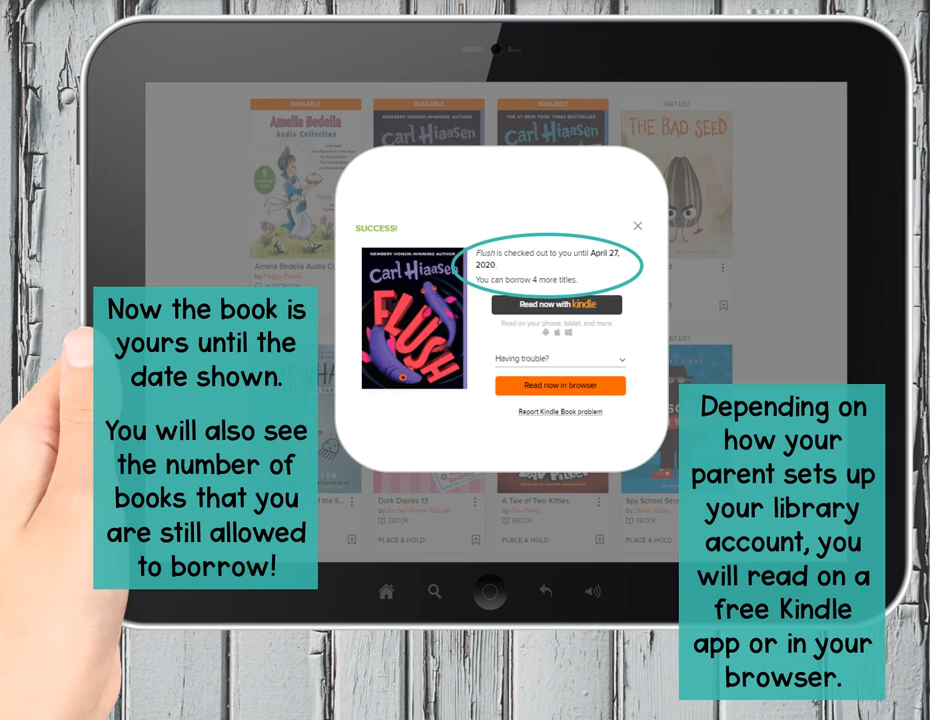 AVAILABLE
AVAILABLE
AVAILABLE
WAIT LIST
Amelia Bedelia
Audio Collection
NEWBERY HONOR-WINNING AUTHOR
Carl Hiaasen
THE #1 NEW YORK TIMES BESTSELLER
Carl Hiaasen
THE BAD SEED
5
Amelia Bedelia Audio Co
by Peggy Parish
SUCCESS!
NEWBERY HONOR-WINNING AUTHOR
Carl Hiaasen
FLUSH
Flush is checked out to you until April 27,
2020.
You can borrow 4 more titles.
Read now with kindle
Read on your phone, tablet, and more.
Having trouble?
Read now in browser
Report Kindle Book problem
Now the book is
yours until the
date shown.
You will also see
the number of
books that you
are still allowed
to borrow!
Depending on
how your
parent sets up
your library
account, you
will read on a
free Kindle
app or in your
browser.
of the S...
Dork Diaries 13
by Rachel Renée Russell
EBOOK
PLACE A HOLD
A Tale of Two Kitties
by Dav Pilkey
EBOOK
PLACE A HOLD
Spy School Secr
by Stuart Gibbs
EBOOK
PLACE A HOLD